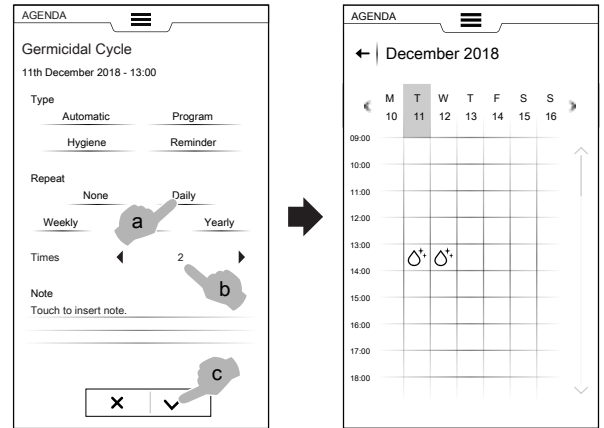 AGENDA
Germicidal Cycle
11th December 2018 - 13:00
Type
Automatic Program
Hygiene Reminder
Repeat
None Daily
Weekly Yearly
a
Times 2
b
Note
Touch to insert note.
c
AGENDA
December 2018
M T W T F S S
10 11 12 13 14 15 16
09:00
10:00
11:00
12:00
13:00
14:00
15:00
16:00
17:00
18:00